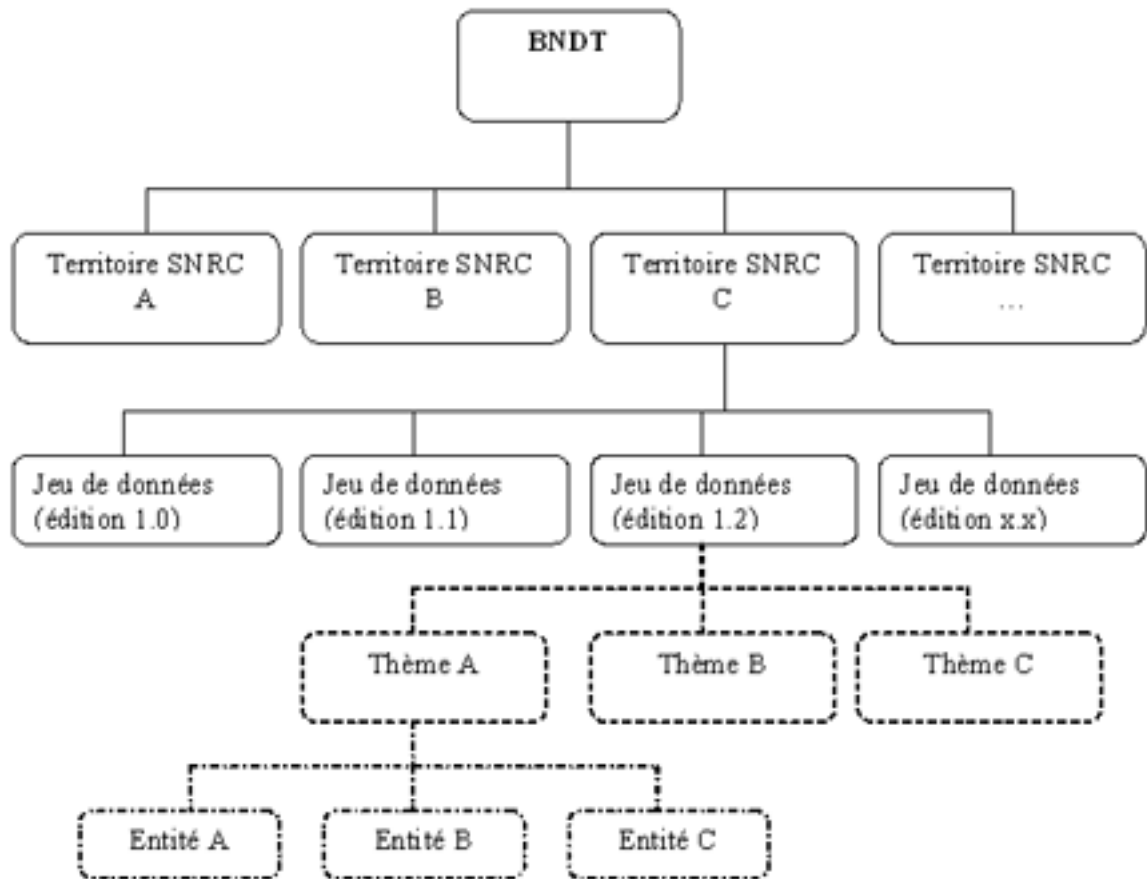 BNDT
Territoire SNRC
A
Territoire SNRC
B
Territoire SNRC
C
Territoire SNRC
...
Jeu de données
(édition 1.0)
Jeu de données
(édition 1.1)
Jeu de données
(édition 1.2)
Jeu de données
(édition x.x)
Thème A
Thème B
Thème C
Entité A
Entité B
Entité C